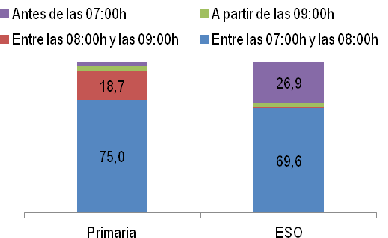 Antes de las 07:00h A partir de las 09:00h
Entre las 08:00h y las 09:00h Entre las 07:00h y las 08:00h
18,7 26,9
75,0 69,6
Primaria ESO